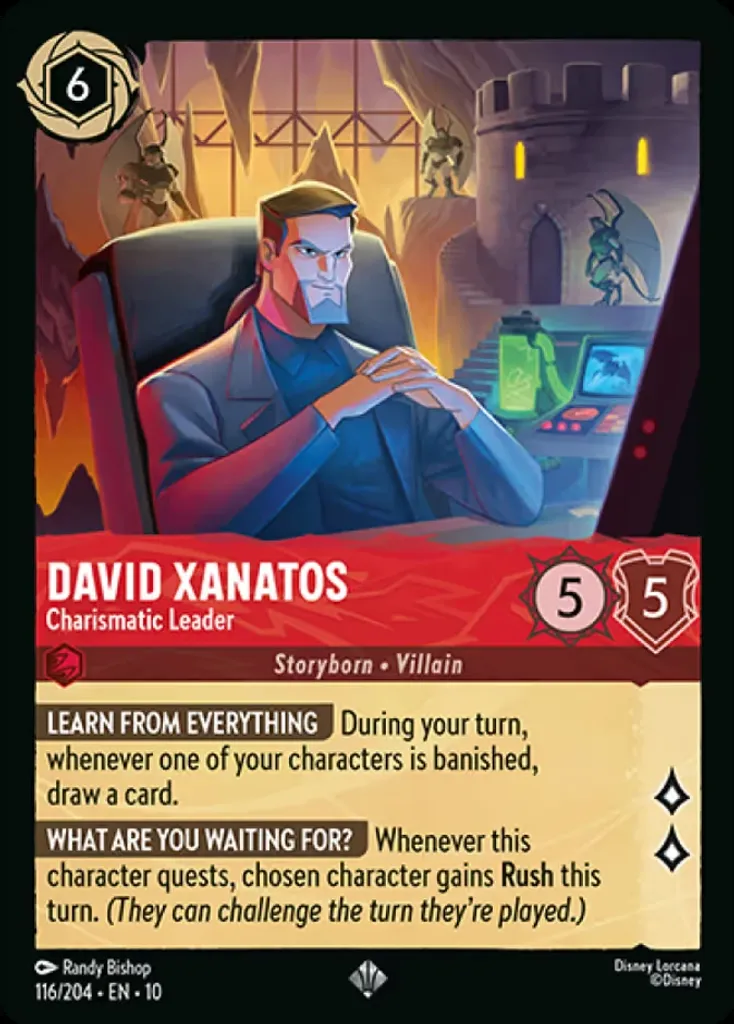 6
DAVID XANATOS
Charismatic Leader
5
5
Storyborn • Villain
LEARN FROM EVERYTHING During your turn,
whenever one of your characters is banished,
draw a card.
WHAT ARE YOU WAITING FOR? Whenever this
character quests, chosen character gains Rush this
turn. (They can challenge the turn they're played.)
Randy Bishop
116/204 • EN • 10
Disney Lorcana
©Disney